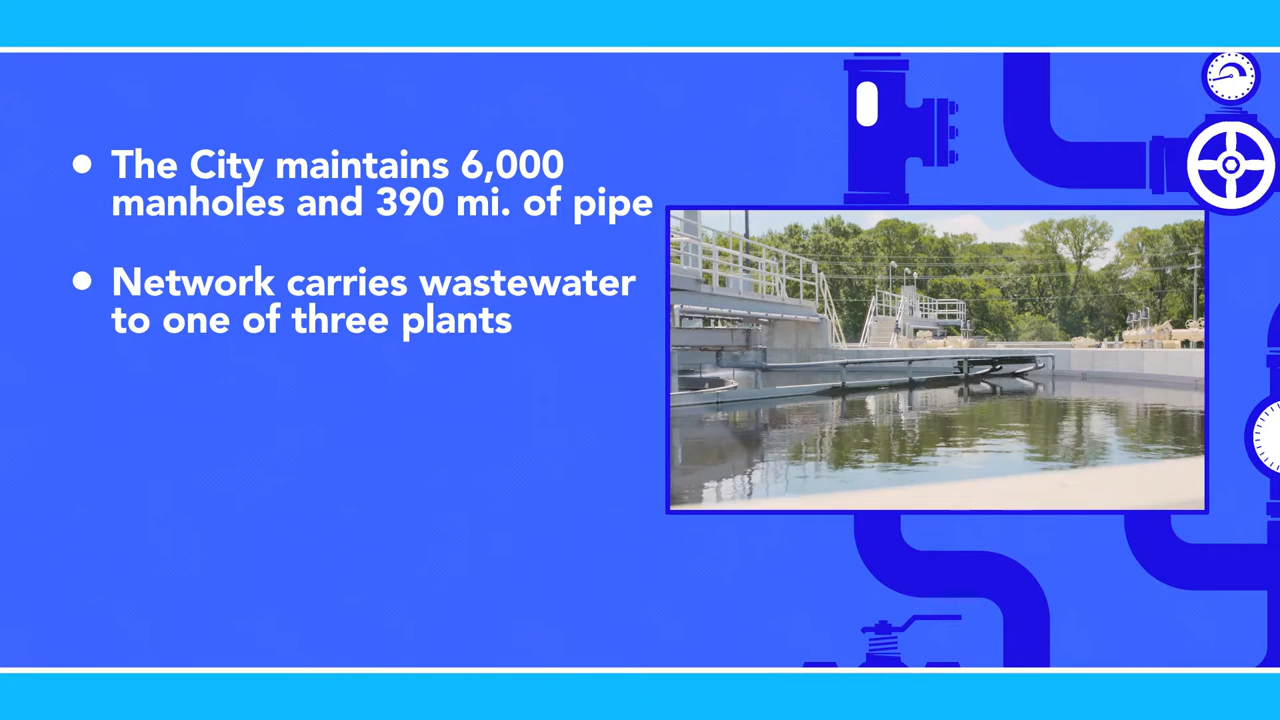 • The City maintains 6,000
manholes and 390 mi. of pipe
• Network carries wastewater
to one of three plants